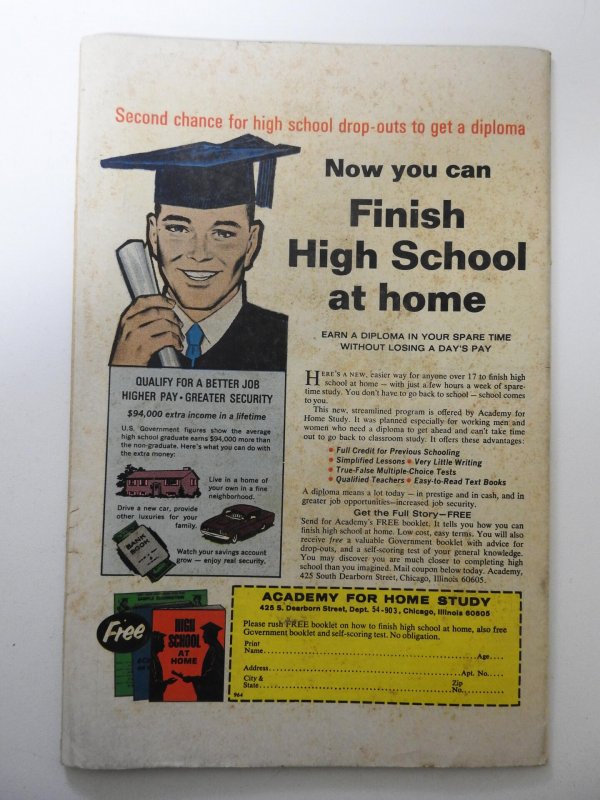 Second chance for high school drop-outs to get a diploma
Now you can
Finish
High School
at home
EARN A DIPLOMA IN YOUR SPARE TIME
WITHOUT LOSING A DAY'S PAY
QUALIFY FOR A BETTER JOB
HIGHER PAY • GREATER SECURITY
$94,000 extra income in a lifetime
U.S. Government figures show the average
high school graduate earns $94,000 more than
the non-graduate. Here's what you can do with
the extra money:
Live in a home of
your own in a fine
neighborhood.
Drive a new car, provide
other luxuries for your
family.
BANK
BOOK
Watch your savings account
grow — enjoy real security.
HERE'S A NEW, easier way for anyone over 17 to finish high
school at home — with just a few hours a week of spare-
time study. You don't have to go back to school — school comes
to you.
This new, streamlined program is offered by Academy for
Home Study. It was planned especially for working men and
women who need a diploma to get ahead and can't take time
out to go back to classroom study. It offers these advantages:
• Full Credit for Previous Schooling
• Simplified Lessons • Very Little Writing
• True-False Multiple-Choice Tests
• Qualified Teachers • Easy-to-Read Text Books
A diploma means a lot today — in prestige and in cash, and in
greater job opportunities—increased job security.
Get the Full Story—FREE
Send for Academy's FREE booklet. It tells you how you can
finish high school at home. Low cost, easy terms. You will also
receive free a valuable Government booklet with advice for
drop-outs, and a self-scoring test of your general knowledge.
You may discover you are much closer to completing high
school than you imagined. Mail coupon below today. Academy,
425 South Dearborn Street, Chicago, Illinois 60605.
Free
HIGH
SCHOOL
AT
HOME
ACADEMY FOR HOME STUDY
425 S. Dearborn Street, Dept. 54-903, Chicago, Illinois 60605
Please rush FREE booklet on how to finish high school at home, also free
Government booklet and self-scoring test. No obligation.
Print
Name Age
Address Apt. No.
City & Zip
State No.
964